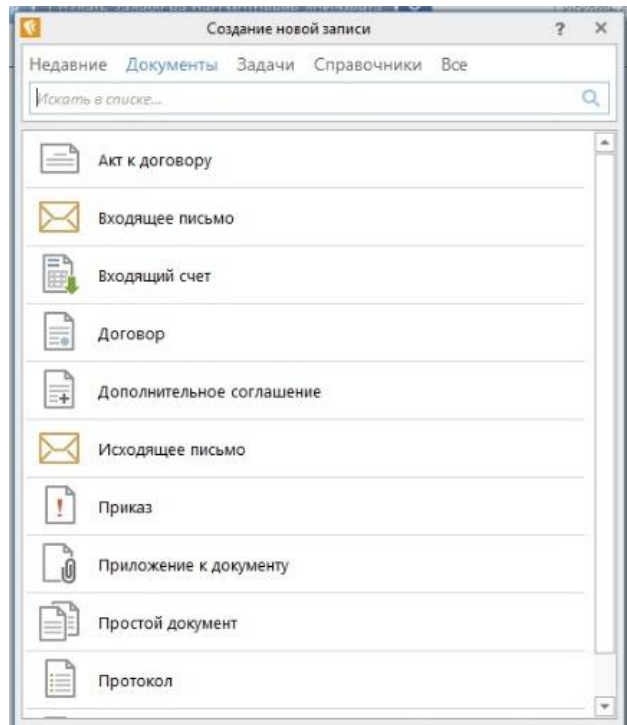 Создание новой записи
? ×
Недавние Документы Задачи Справочники Все
Искать в списке...
Акт к договору
Входящее письмо
Входящий счет
Договор
Дополнительное соглашение
Исходящее письмо
Приказ
Приложение к документу
Простой документ
Протокол